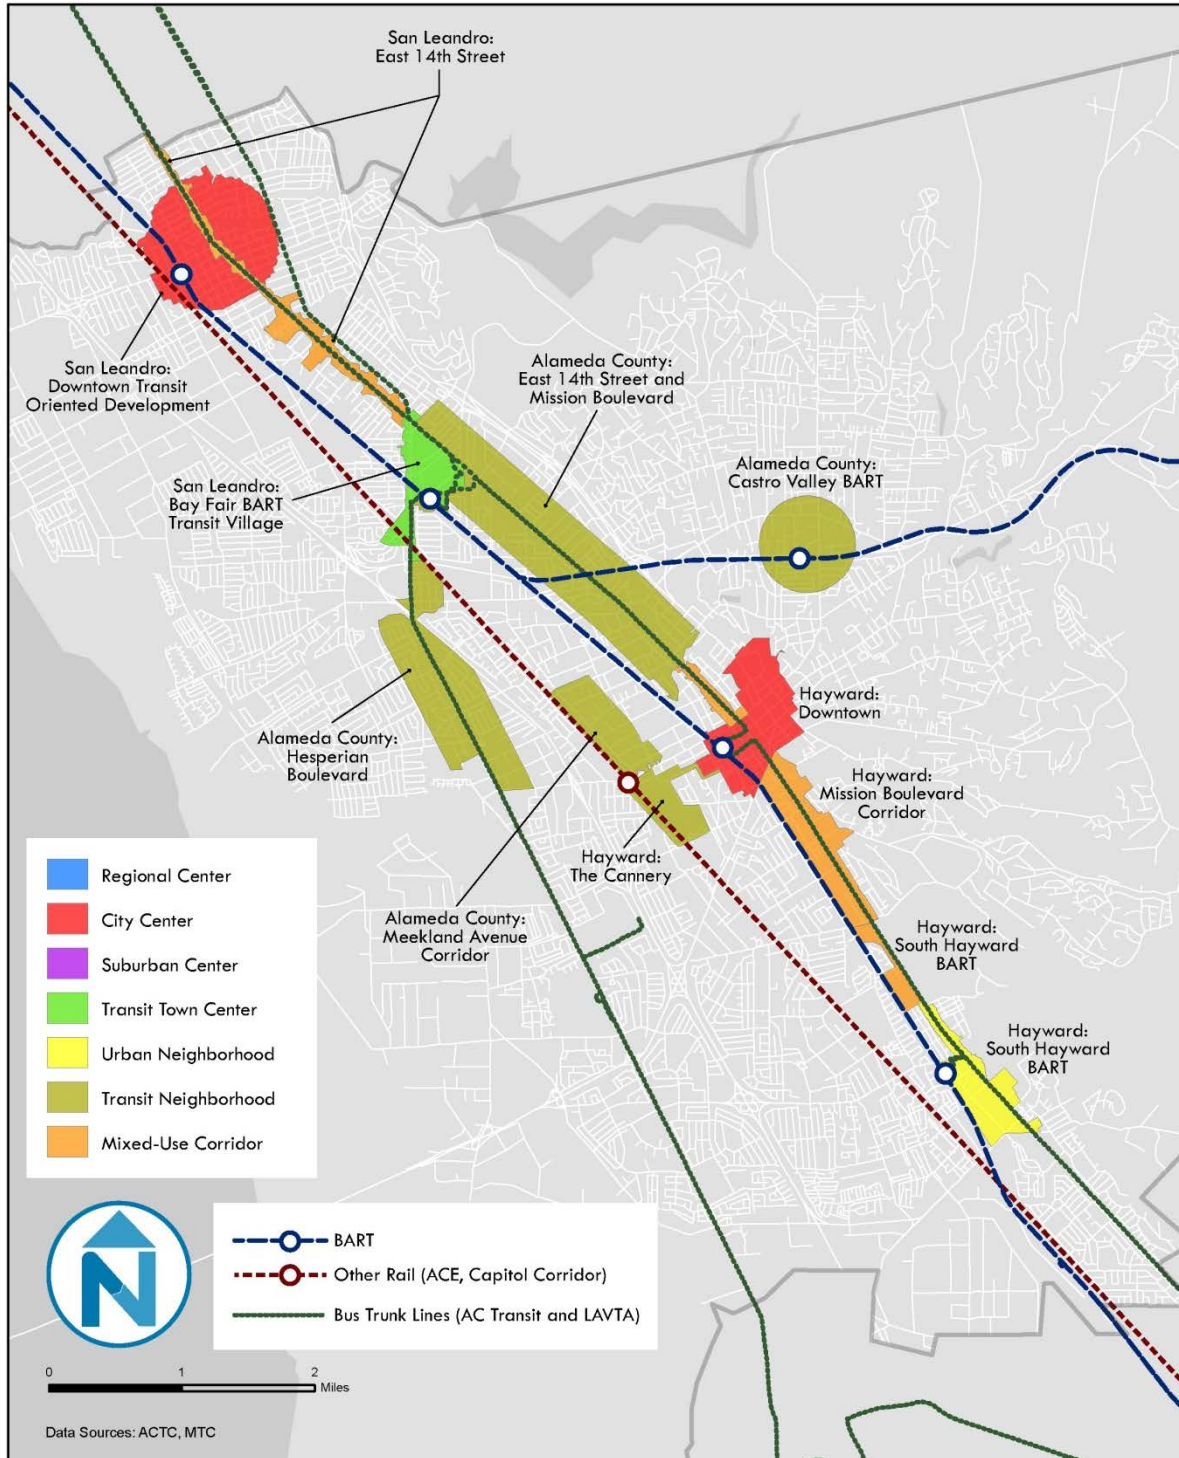 San Leandro:
East 14th Street
San Leandro:
Downtown Transit
Oriented Development
Alameda County:
East 14th Street and
Mission Boulevard
San Leandro:
Bay Fair BART
Transit Village
Alameda County:
Castro Valley BART
Hayward:
Downtown
Alameda County:
Hesperian
Boulevard
Hayward:
Mission Boulevard
Corridor
Hayward:
The Cannery
Alameda County:
Meekland Avenue
Corridor
Hayward:
South Hayward
BART
Hayward:
South Hayward
BART
Regional Center
City Center
Suburban Center
Transit Town Center
Urban Neighborhood
Transit Neighborhood
Mixed-Use Corridor
N
BART
Other Rail (ACE, Capitol Corridor)
Bus Trunk Lines (AC Transit and LAVTA)
0 1 2
Miles
Data Sources: ACTC, MTC